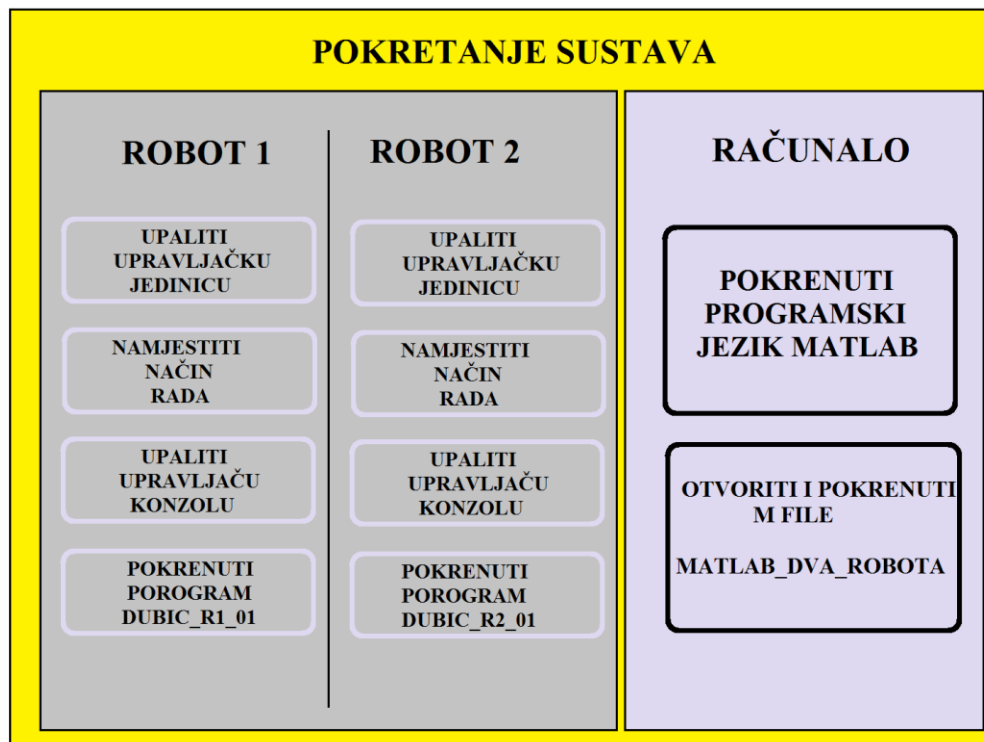 POKRETANJE SUSTAVA
ROBOT 1
UPALITI
UPRAVLJAČKU
JEDINICU
NAMJESTITI
NAČIN
RADA
UPALITI
UPRAVLJAČU
KONZOLU
POKRENUTI
POROGRAM
DUBIC_R1_01
ROBOT 2
UPALITI
UPRAVLJAČKU
JEDINICU
NAMJESTITI
NAČIN
RADA
UPALITI
UPRAVLJAČU
KONZOLU
POKRENUTI
POROGRAM
DUBIC_R2_01
RAČUNALO
POKRENUTI
PROGRAMSKI
JEZIK MATLAB
OTVORITI I POKRENUTI
M FILE
MATLAB_DVA_ROBOTA